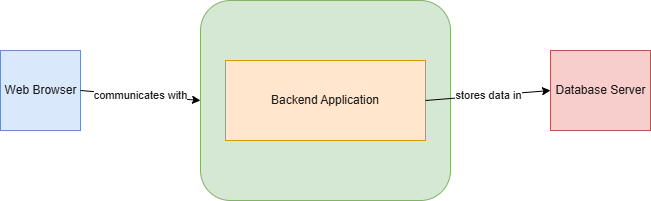 Web Browser
communicates with
Backend Application
stores data in
Database Server